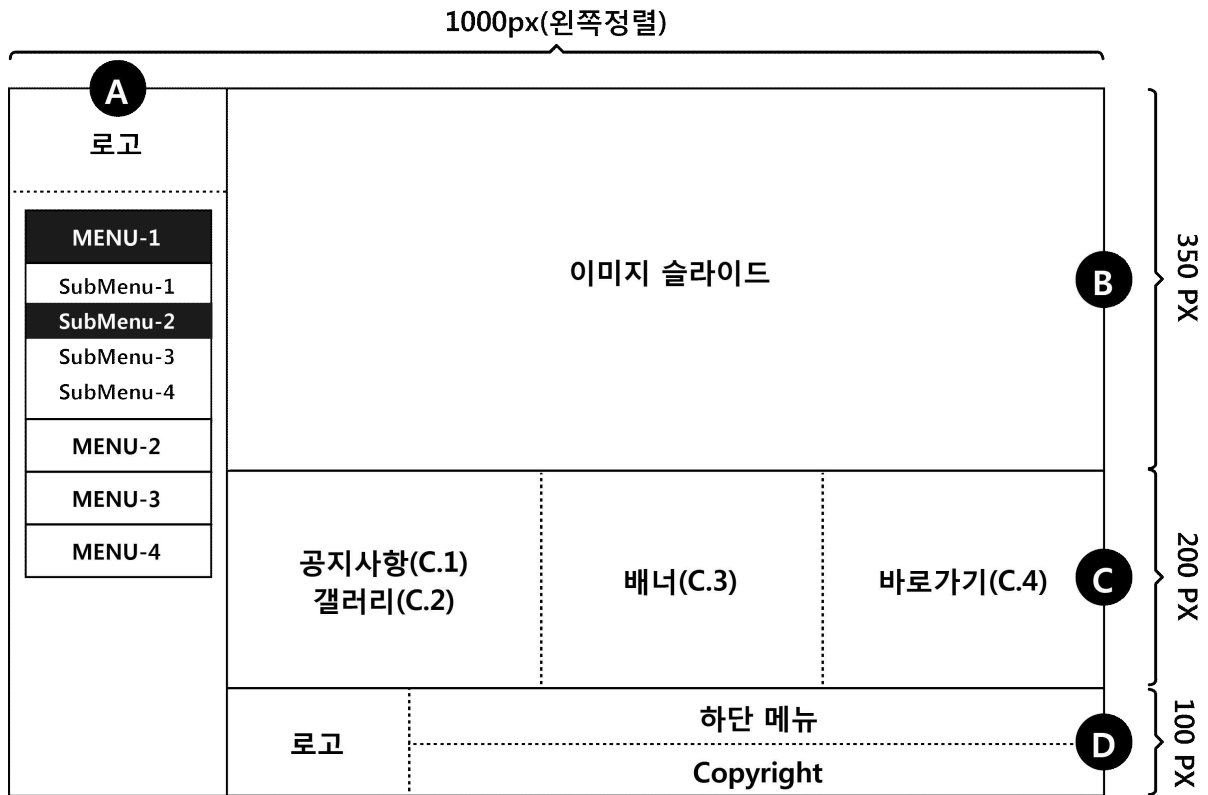 1000px(왼쪽정렬)
A
로고
MENU-1
SubMenu-1
SubMenu-2
SubMenu-3
SubMenu-4
MENU-2
MENU-3
MENU-4
이미지 슬라이드
B
350 PX
공지사항(C.1)
갤러리(C.2)
배너(C.3)
바로가기(C.4)
C
200 PX
로고
하단 메뉴
Copyright
D
100 PX